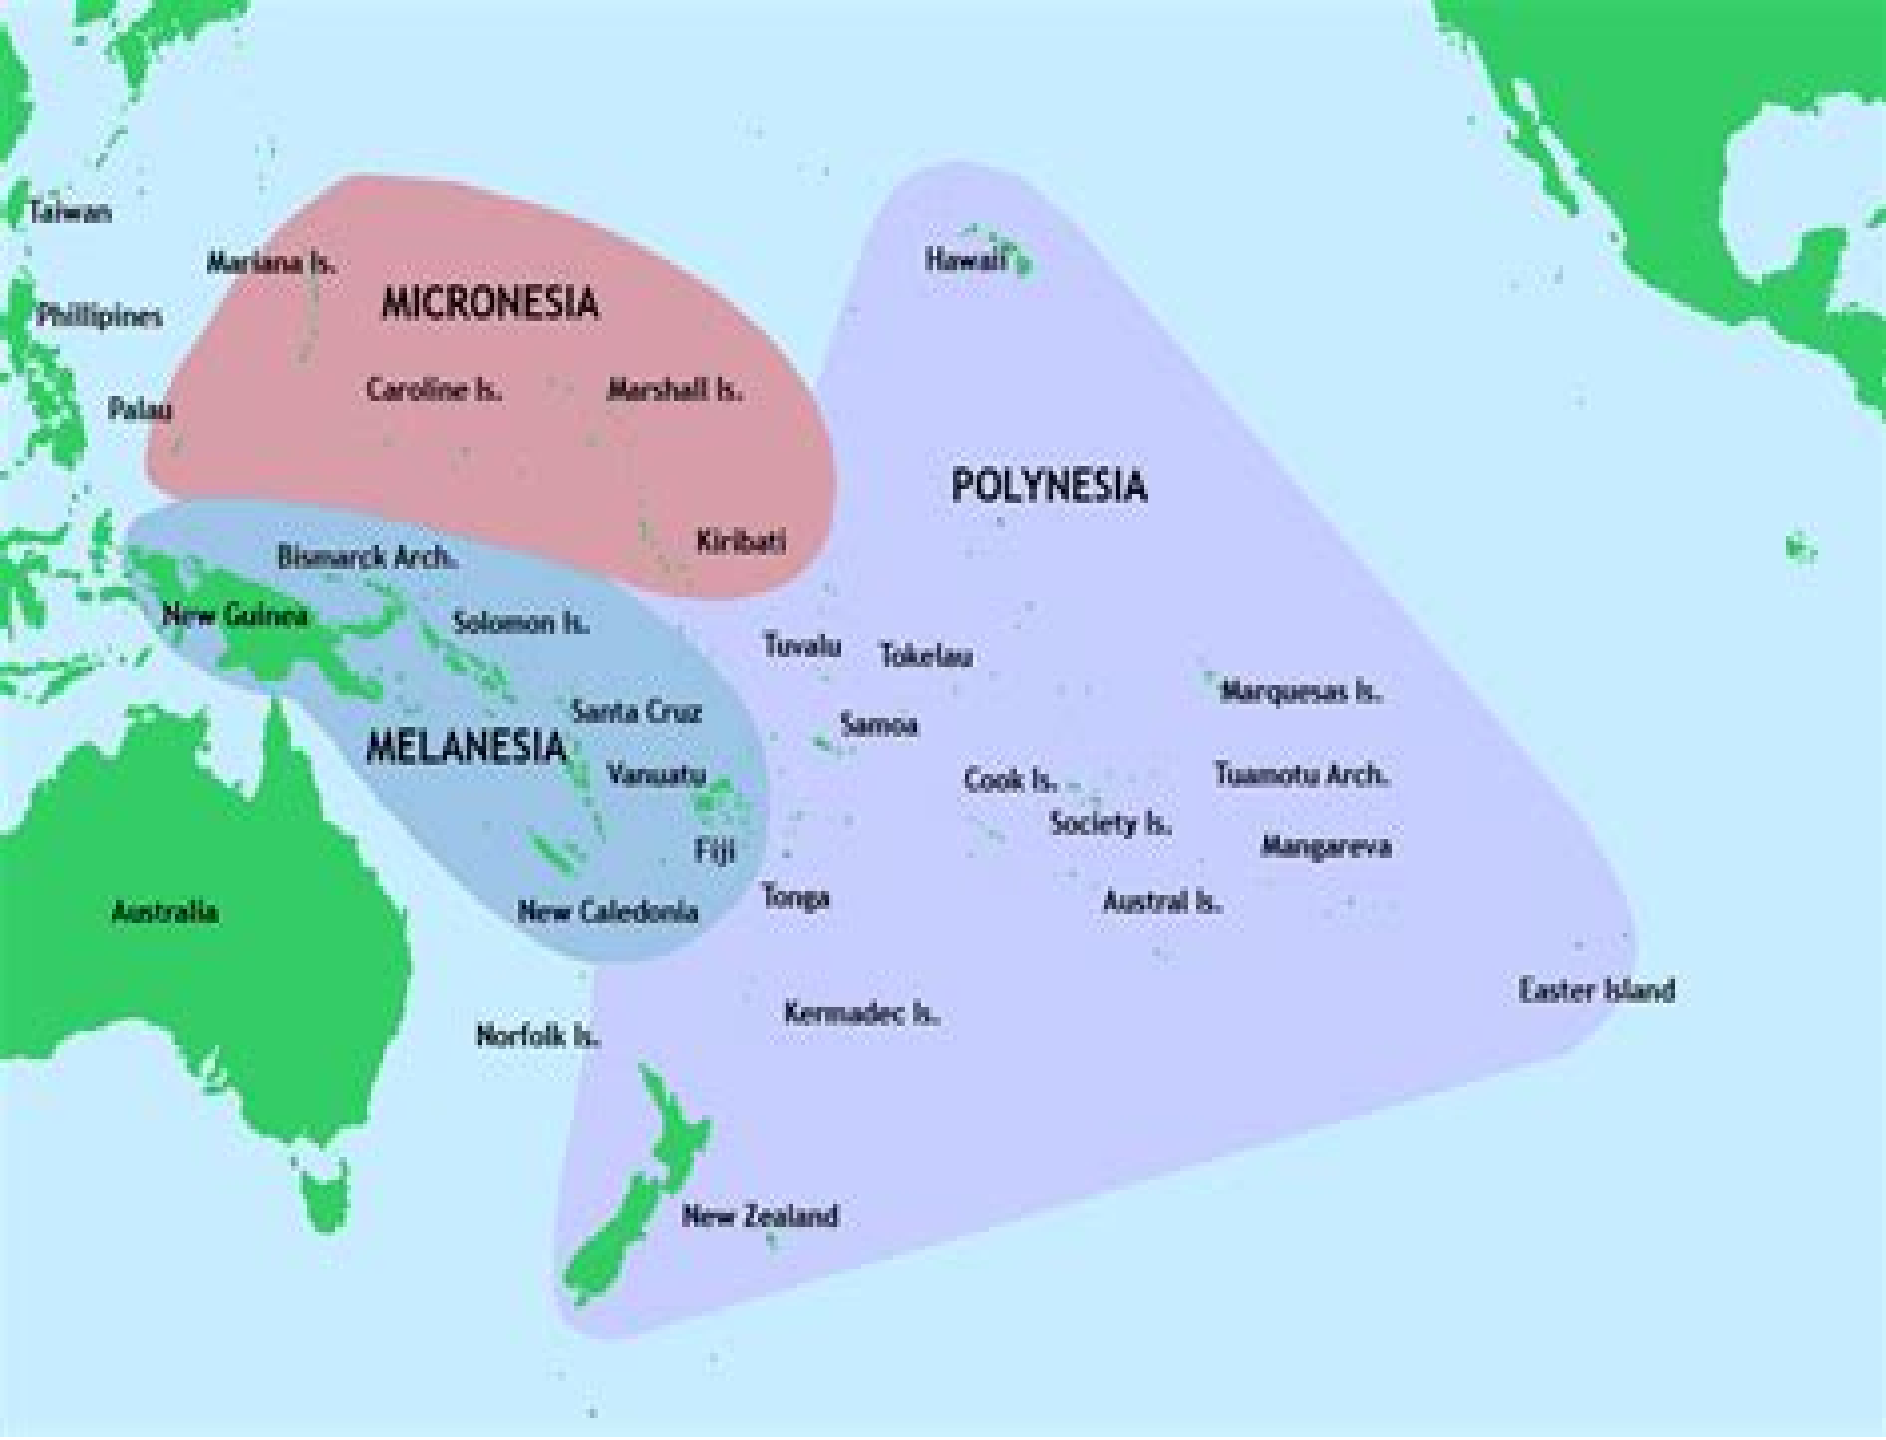 Taiwan
Mariana Is.
Hawaii
MICRONESIA
Phillipines
Caroline Is.
Marshall Is.
Palau
POLYNESIA
Kiribati
Bismarck Arch.
New Guinea
Solomon Is.
Tuvalu
Tokelau
Marquesas Is.
Santa Cruz
Samoa
MELANESIA
Vanuatu
Cook Is.
Tuamotu Arch.
Society Is.
Fiji
Mangareva
Tonga
Austral Is.
Australia
New Caledonia
Easter Island
Kermadec Is.
Norfolk Is.
New Zealand